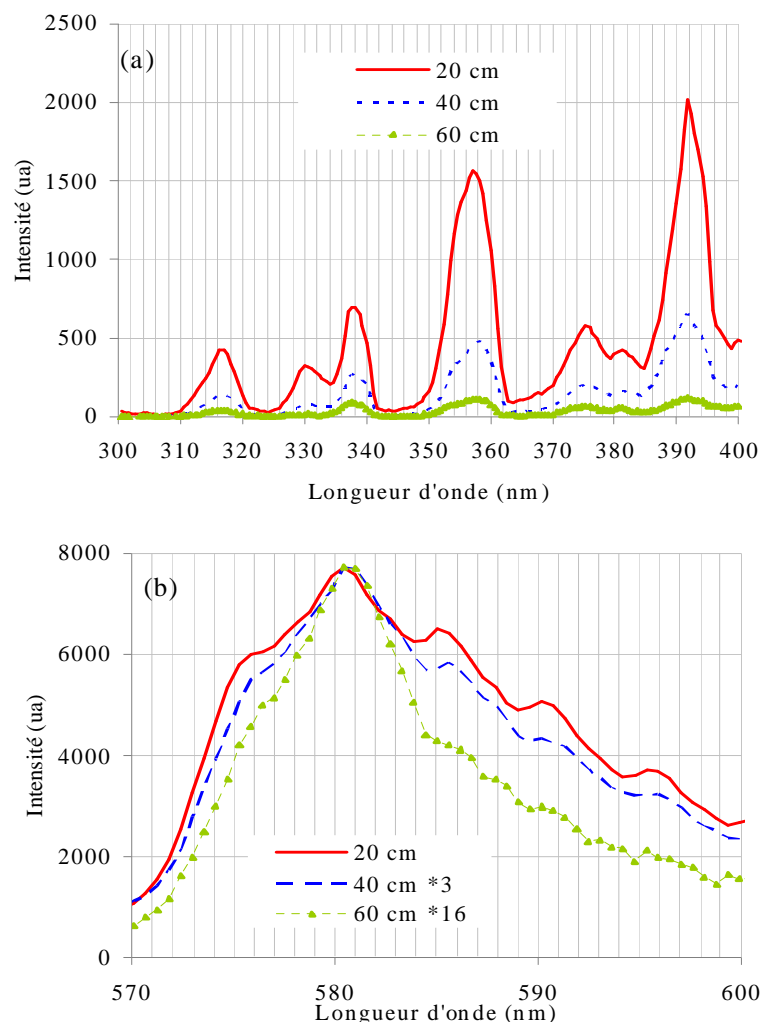 2500
2000
1500
1000
500
0
Intensité (ua)
(a)
20 cm
40 cm
60 cm
300 310 320 330 340 350 360 370 380 390 400
Longueur d'onde (nm)
8000
6000
4000
2000
0
Intensité (ua)
(b)
20 cm
40 cm *3
60 cm *16
570 580 590 600
Longueur d'onde (nm)